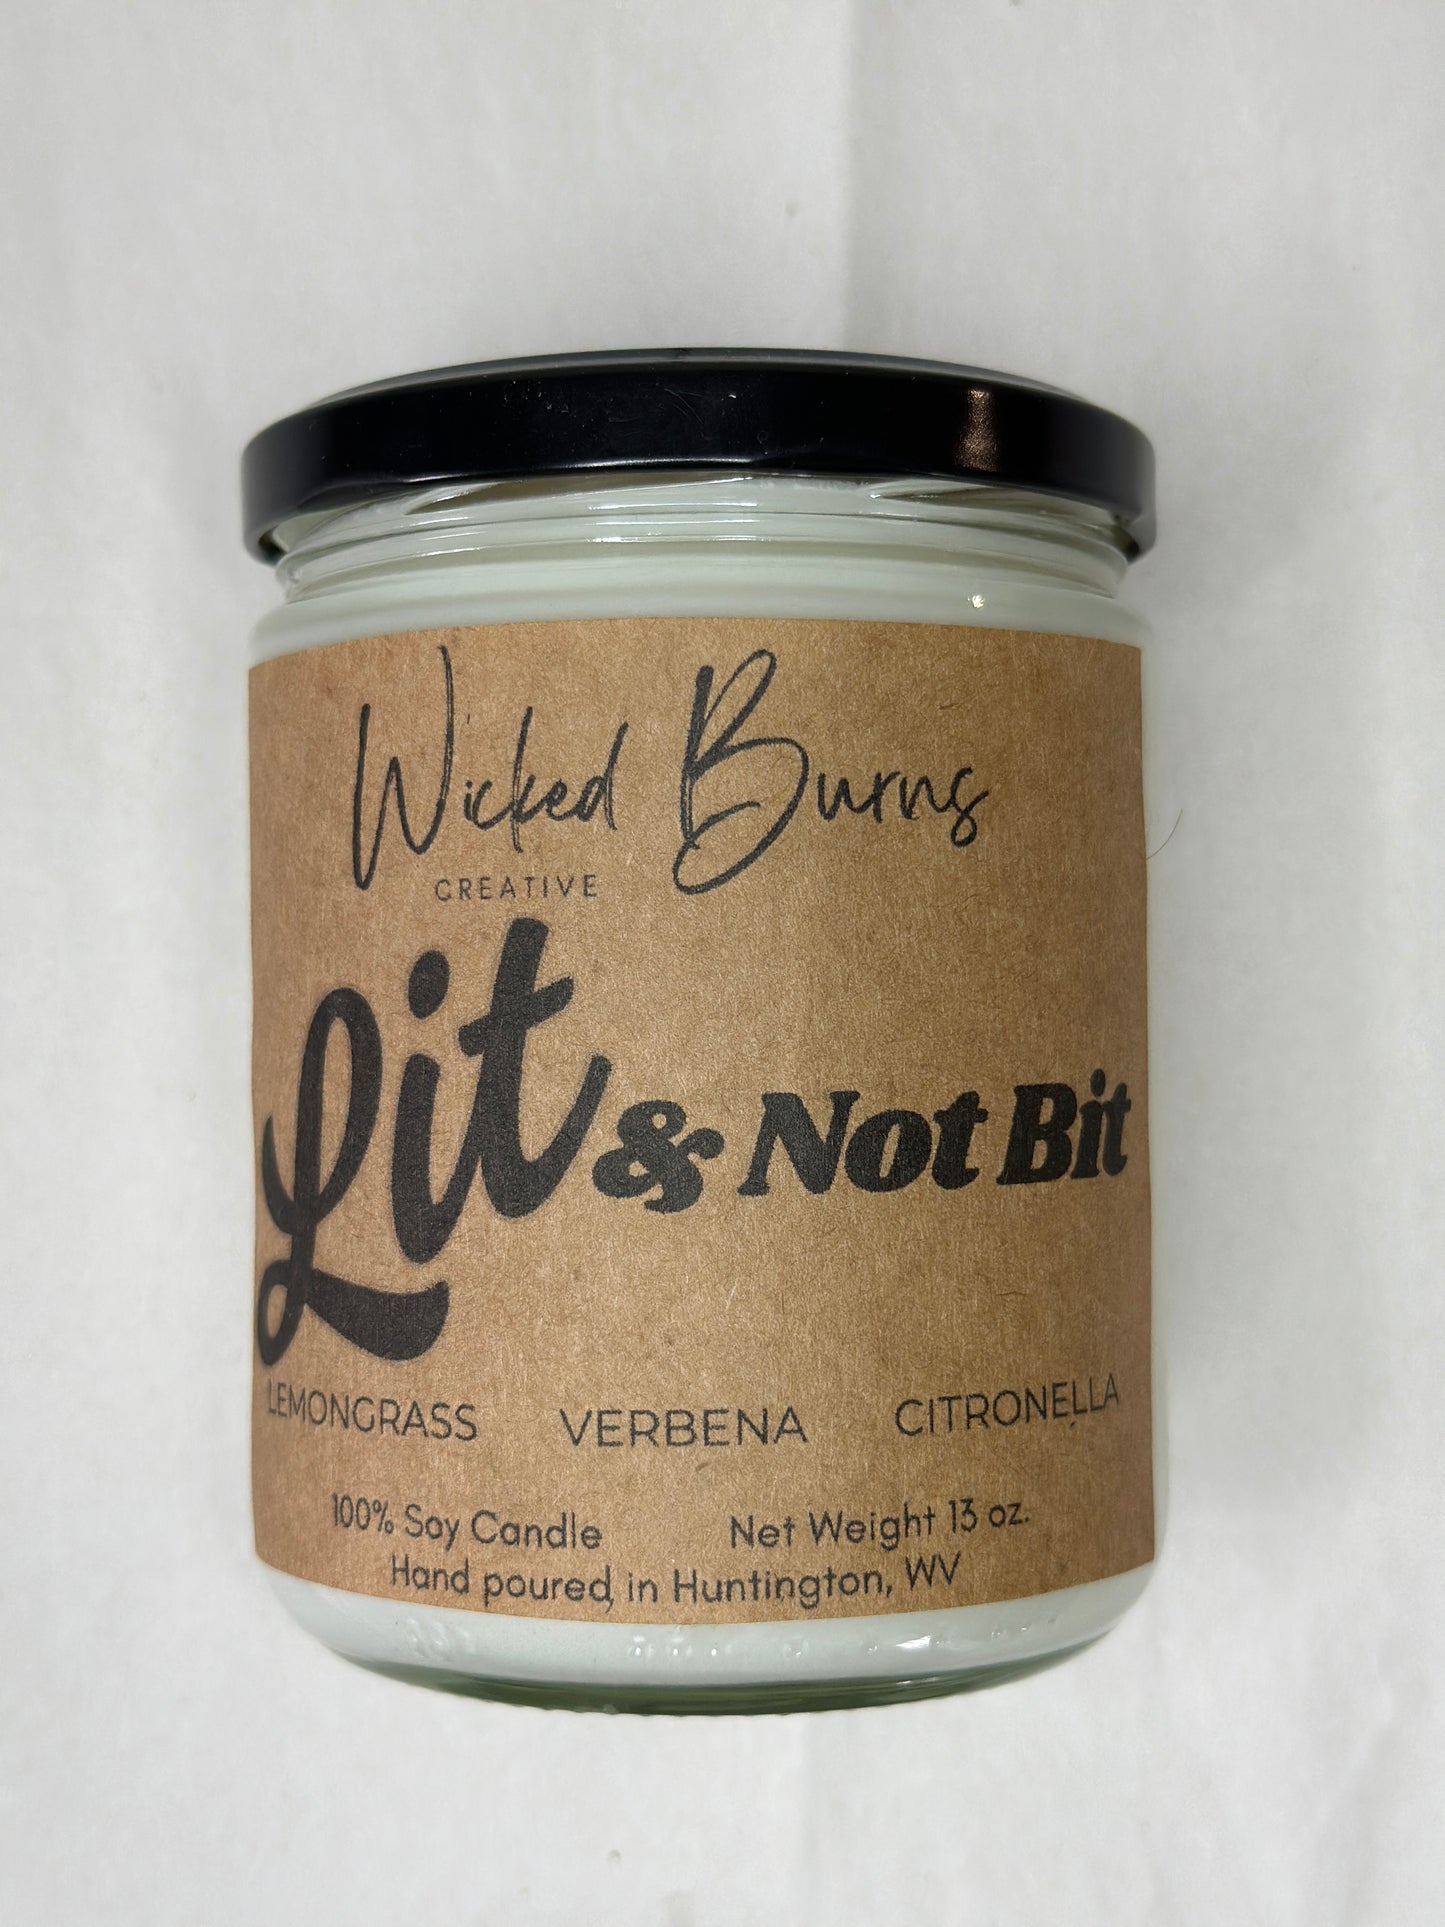 Wicked Burns
CREATIVE
Lit & Not Bit
LEMONGRASS VERBENA CITRONELLA
100% Soy Candle Net Weight 13 oz.
Hand poured, in Huntington, WV